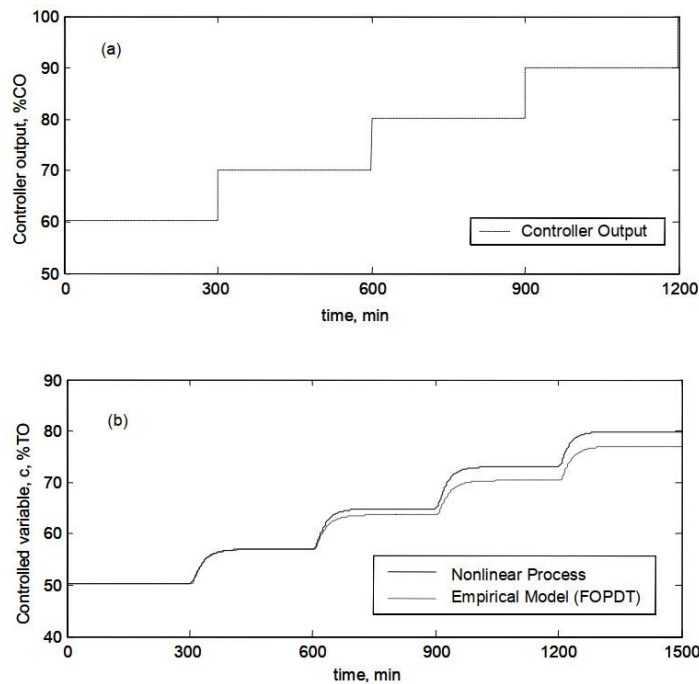 100
90
80
70
60
50
Controller output, %CO
(a)
Controller Output
0
300
600
900
1200
time, min
90
80
70
60
50
40
Controlled variable, c, %TO
(b)
Nonlinear Process
Empirical Model (FOPDT)
0
300
600
900
1200
1500
time, min